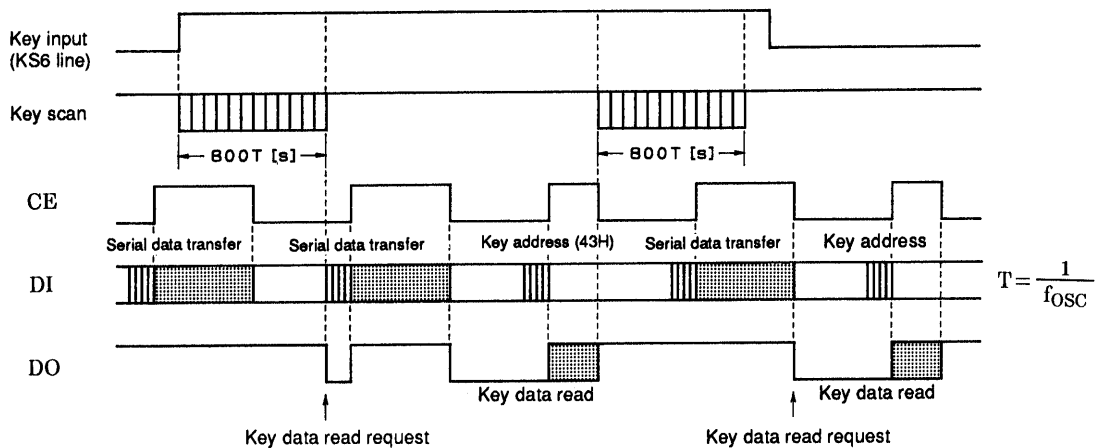 Key input
(KS6 line)
Key scan
800T [s]
800T [s]
CE
Serial data transfer
Serial data transfer
Key address (43H)
Serial data transfer
Key address
DI
T = 1/fOSC
DO
Key data read
Key data read
Key data read request
Key data read request